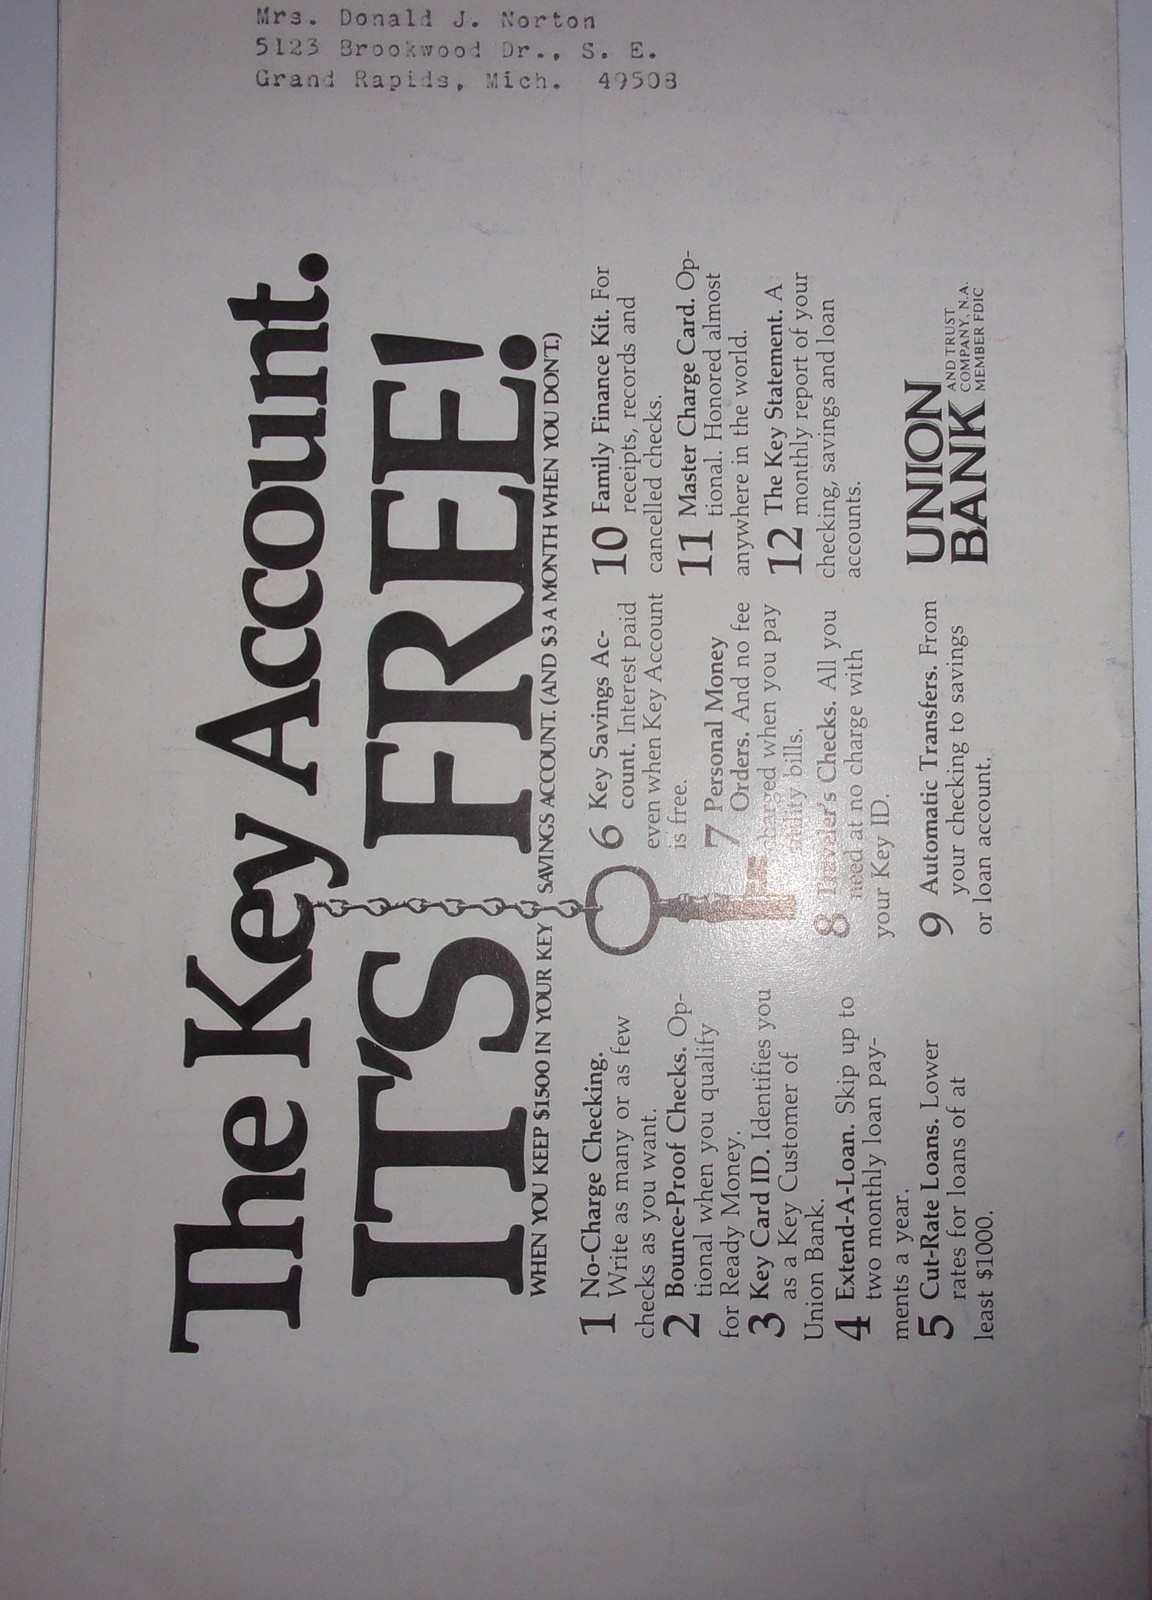 Mrs. Donald J. Norton
5123 Brookwood Dr., S. E.
Grand Rapids, Mich. 49508
The Key Account.
IT'S FREE!
WHEN YOU KEEP $1500 IN YOUR KEY SAVINGS ACCOUNT. (AND $3 A MONTH WHEN YOU DON'T.)
1 No-Charge Checking.
Write as many or as few
checks as you want.
2 Bounce-Proof Checks. Op-
tional when you qualify
for Ready Money.
3 Key Card ID. Identifies you
as a Key Customer of
Union Bank.
4 Extend-A-Loan. Skip up to
two monthly loan pay-
ments a year.
5 Cut-Rate Loans. Lower
rates for loans of at
least $1000.
6 Key Savings Ac-
count. Interest paid
even when Key Account
is free.
7 Personal Money
Orders. And no fee
charged when you pay
utility bills.
8 Traveler's Checks. All you
need at no charge with
your Key ID.
9 Automatic Transfers. From
your checking to savings
or loan account.
10 Family Finance Kit. For
receipts, records and
cancelled checks.
11 Master Charge Card. Op-
tional. Honored almost
anywhere in the world.
12 The Key Statement. A
monthly report of your
checking, savings and loan
accounts.
UNION
BANK
AND TRUST
COMPANY, N.A.
MEMBER FDIC